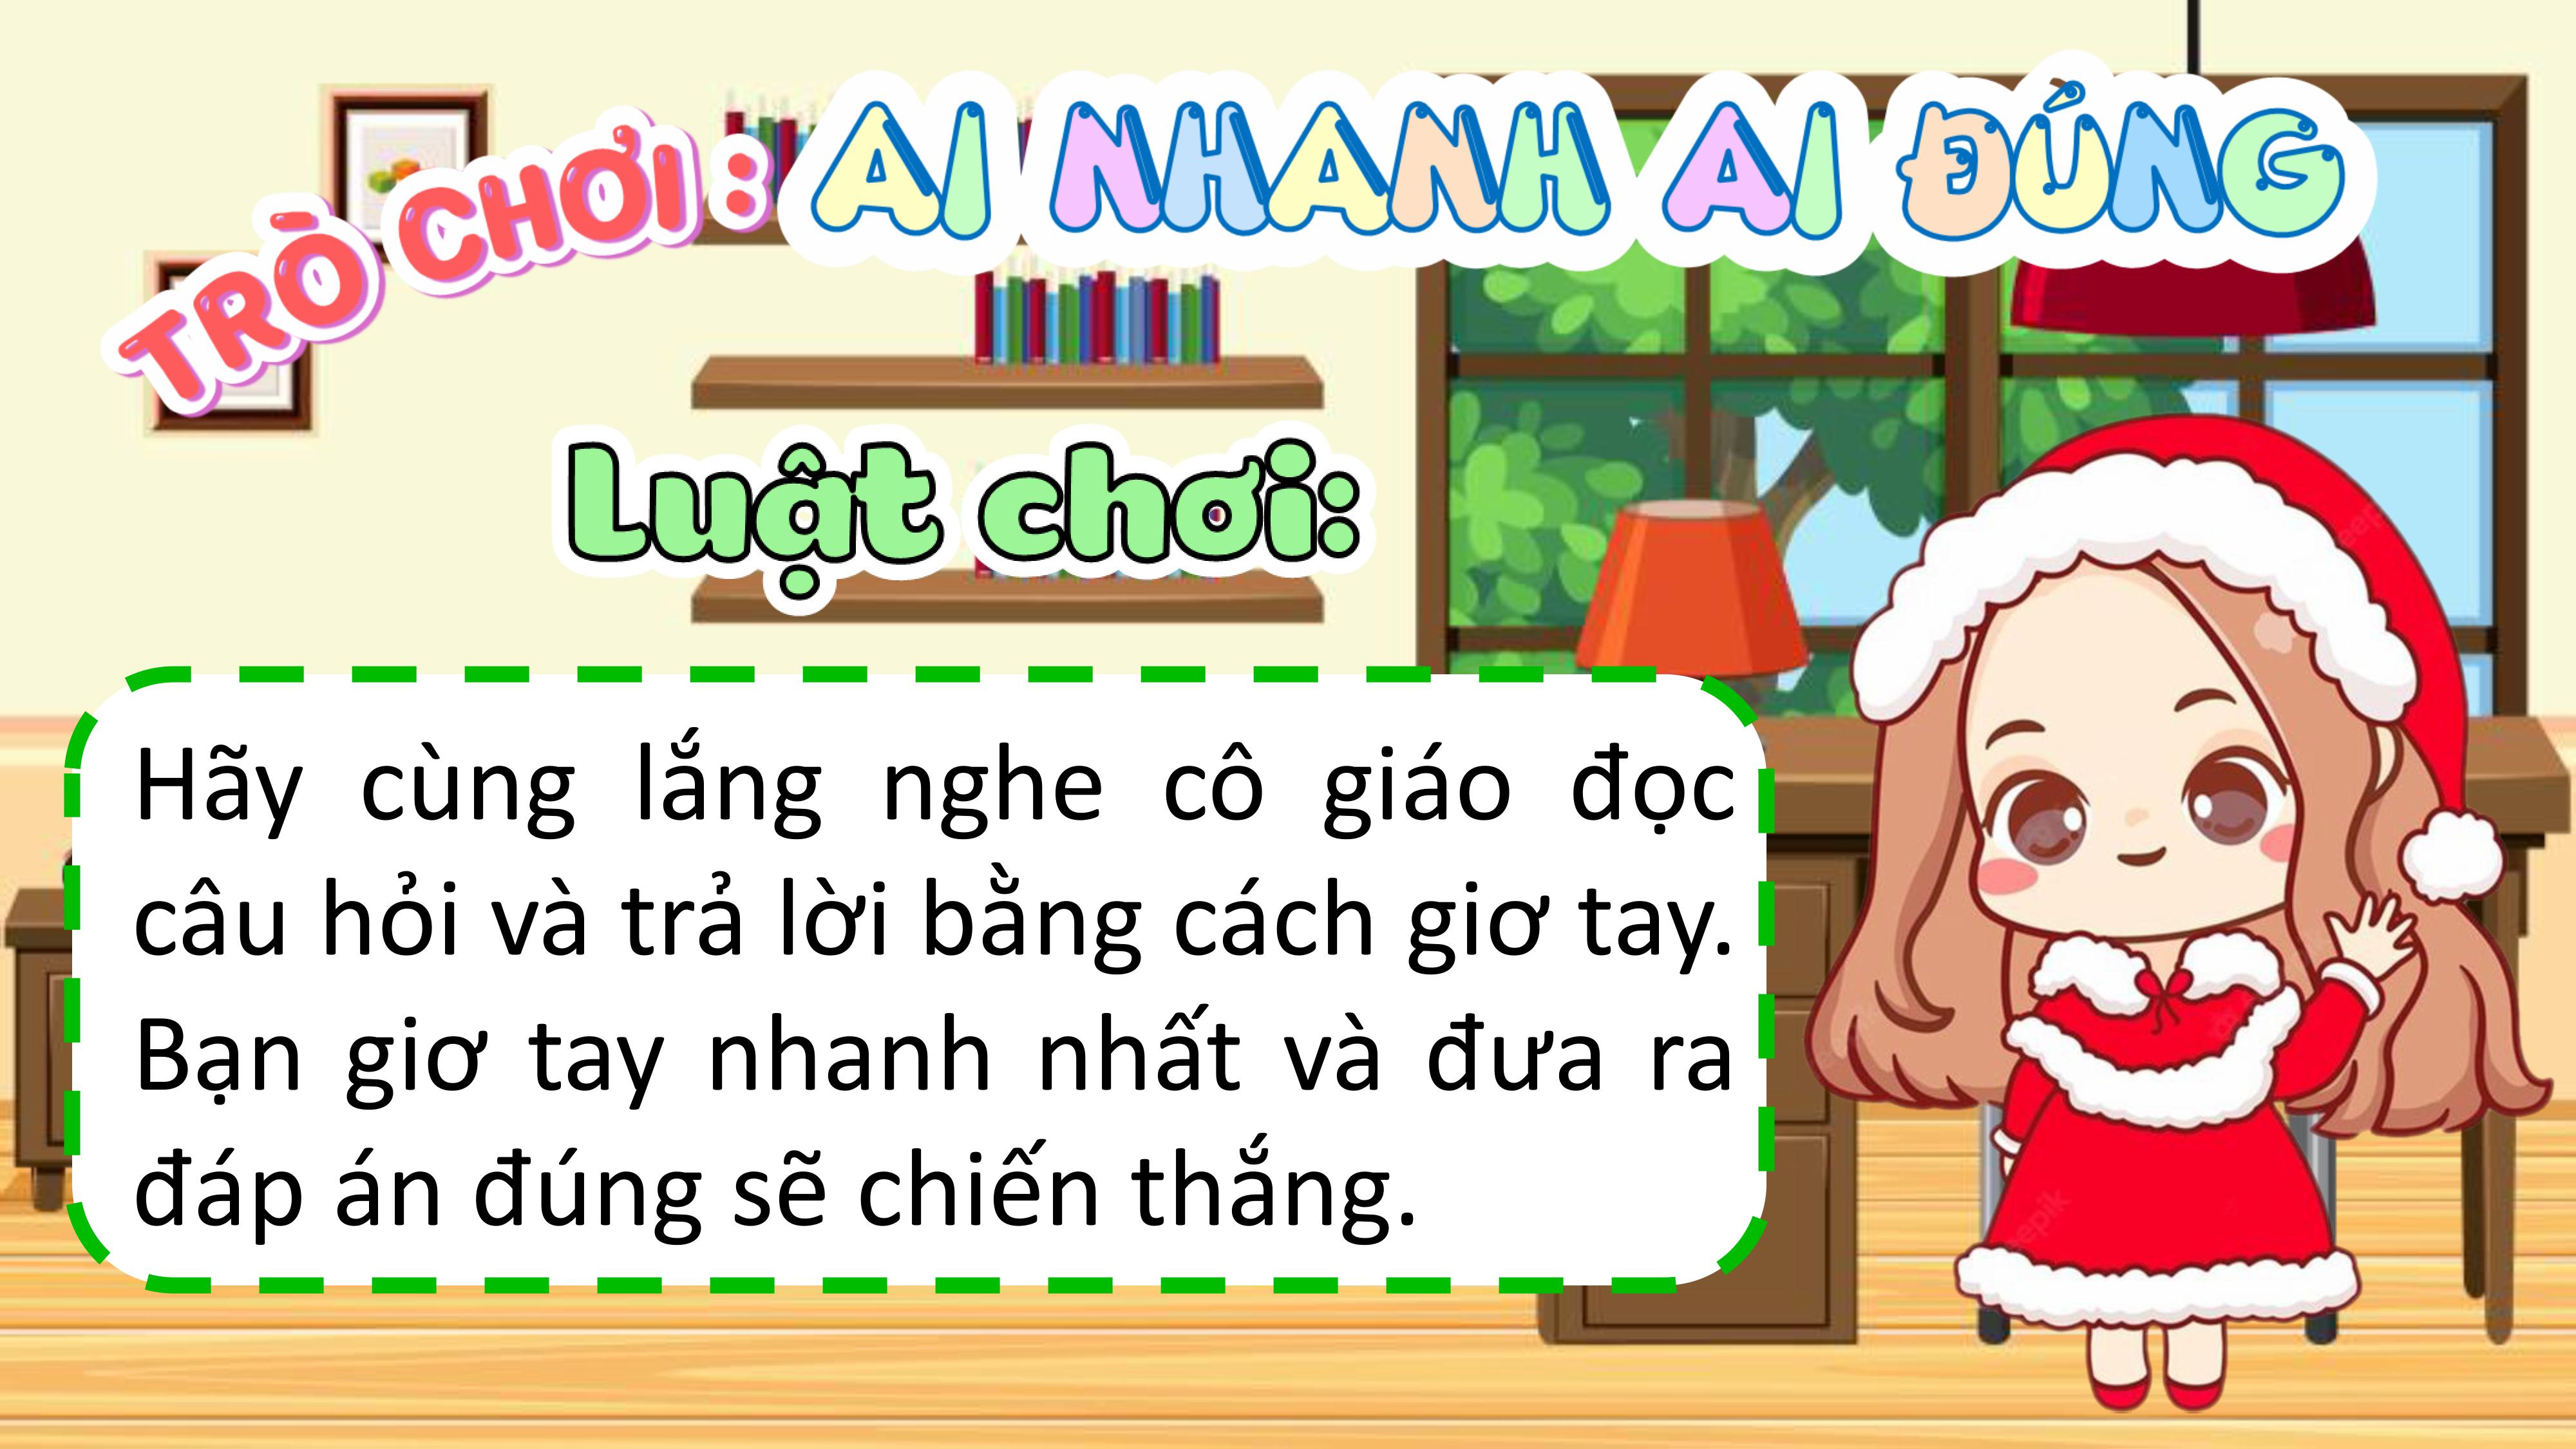 TRÒ CHƠI : AI NHANH AI ĐÚNG
Luật chơi:
Hãy cùng lắng nghe cô giáo đọc
câu hỏi và trả lời bằng cách giơ tay.
Bạn giơ tay nhanh nhất và đưa ra
đáp án đúng sẽ chiến thắng.